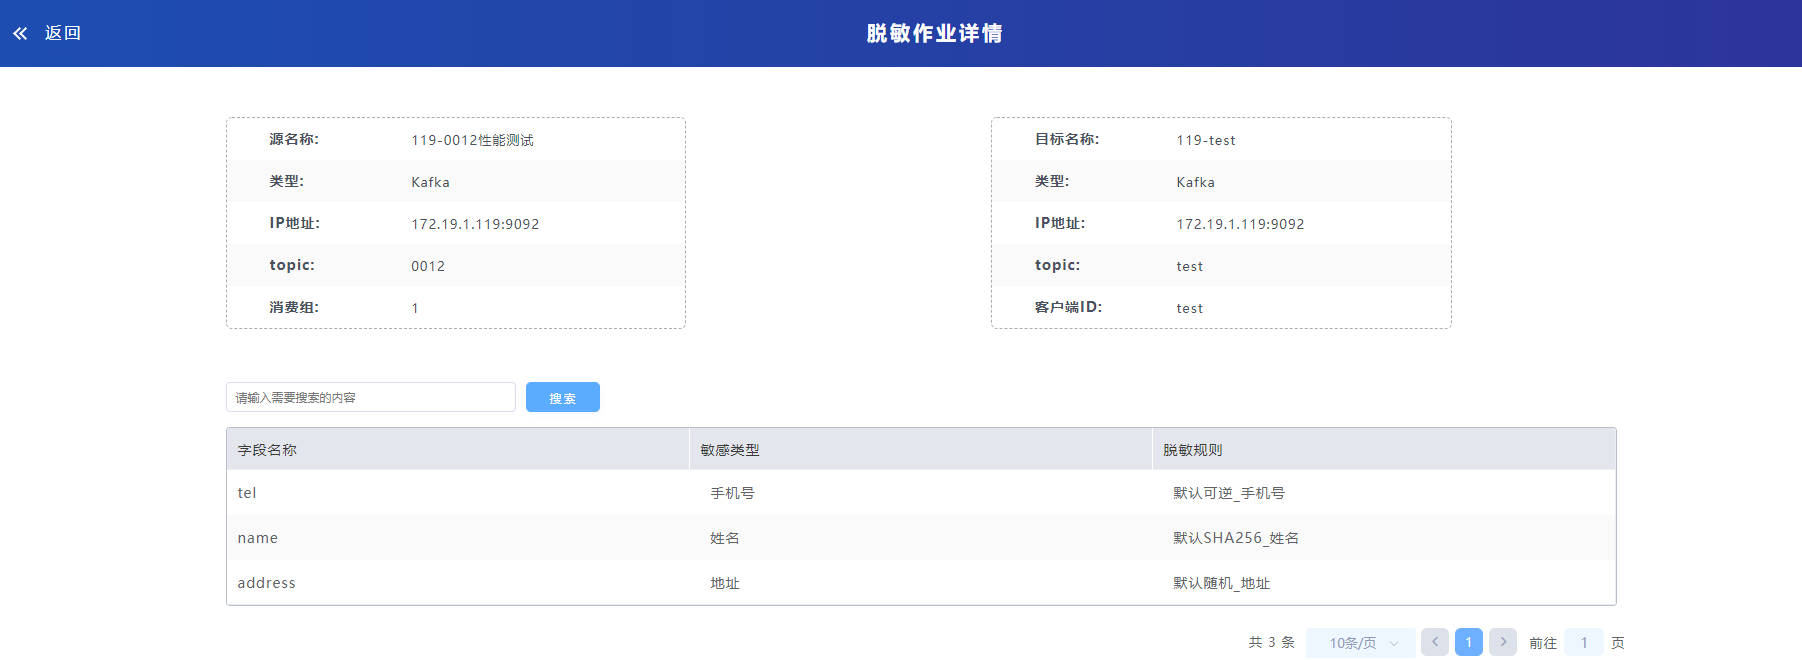 返回
脱敏作业详情
源名称: 119-0012性能测试
类型: Kafka
IP地址: 172.19.1.119:9092
topic: 0012
消费组: 1
目标名称: 119-test
类型: Kafka
IP地址: 172.19.1.119:9092
topic: test
客户端ID: test
请输入需要搜索的内容 搜索
字段名称 敏感类型 脱敏规则
tel 手机号 默认可逆_手机号
name 姓名 默认SHA256_姓名
address 地址 默认随机_地址
共 3 条 10条/页 1 前往 1 页